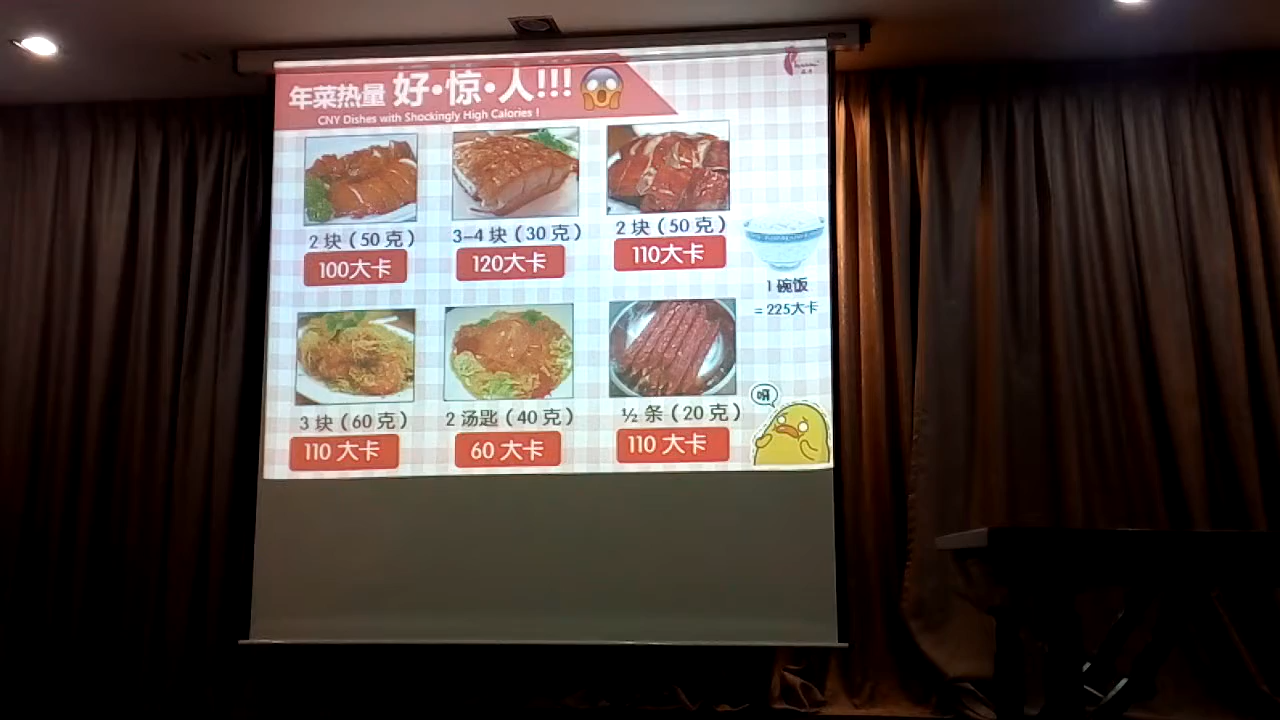 年菜热量 好•惊•人!!!
CNY Dishes with Shockingly High Calories !
2 块 (50 克)
100大卡
3-4 块 (30 克)
120大卡
2 块 (50 克)
110大卡
1 碗饭
= 225大卡
3 块 (60 克)
110 大卡
2 汤匙 (40 克)
60 大卡
½ 条 (20 克)
110 大卡
呀